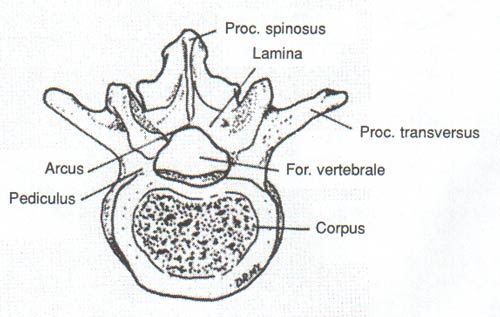 Proc. spinosus
Lamina
Proc. transversus
Arcus
For. vertebrale
Pediculus
Corpus